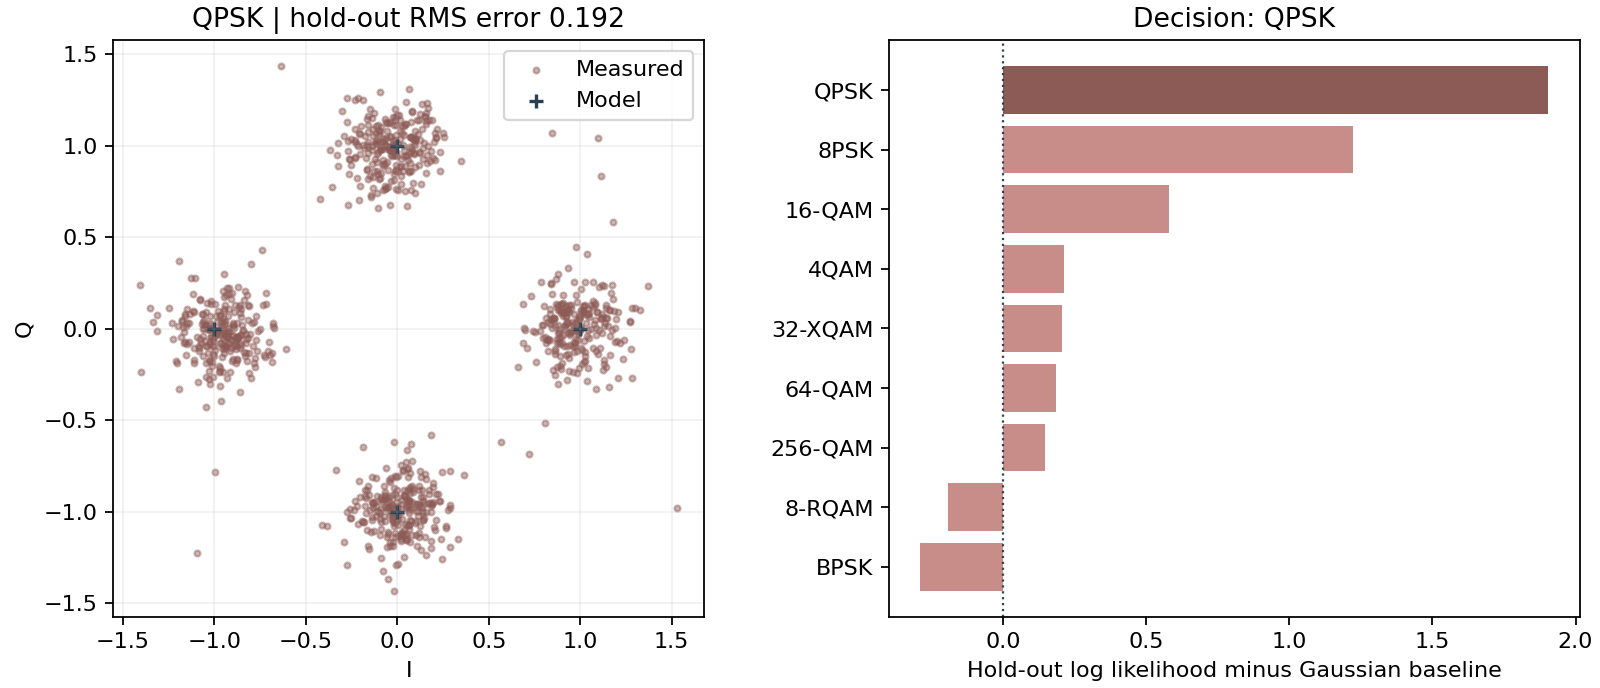 QPSK | hold-out RMS error 0.192
Measured
Model
1.5
1.0
0.5
0.0
−0.5
−1.0
−1.5
Q
−1.5
−1.0
−0.5
0.0
0.5
1.0
1.5
I
Decision: QPSK
QPSK
8PSK
16-QAM
4QAM
32-XQAM
64-QAM
256-QAM
8-RQAM
BPSK
0.0
0.5
1.0
1.5
2.0
Hold-out log likelihood minus Gaussian baseline